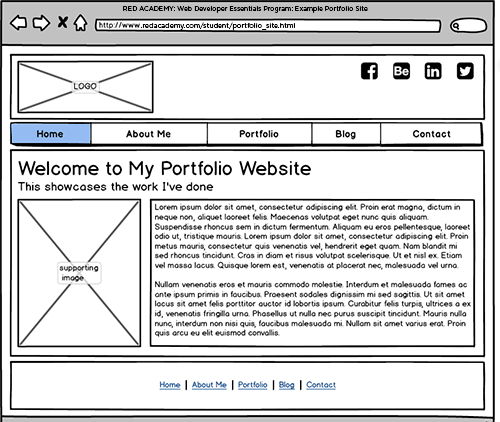 RED ACADEMY: Web Developer Essentials Program: Example Portfolio Site
http://www.redacademy.com/student/portfolio_site.html
LOGO
f Bē in
Home About Me Portfolio Blog Contact
Welcome to My Portfolio Website
This showcases the work I've done
supporting
image
Lorem ipsum dolor sit amet, consectetur adipiscing elit. Proin erat magna, dictum in
neque non, aliquet laoreet felis. Maecenas volutpat eget nunc quis aliquam.
Suspendisse rhoncus sem in dictum fermentum. Aliquam eu eros pellentesque, laoreet
odio ut, tristique mauris. Lorem ipsum dolor sit amet, consectetur adipiscing elit. Proin
metus mauris, consectetur quis venenatis vel, hendrerit eget quam. Nam blandit mi
sed rhoncus tincidunt. Cras in diam et risus volutpat scelerisque. Ut et nisl ex. Etiam
vel massa lacus. Quisque lorem est, venenatis at placerat nec, malesuada vel urna.
Nullam venenatis eros et mauris commodo molestie. Interdum et malesuada fames ac
ante ipsum primis in faucibus. Praesent sodales dignissim mi sed sagittis. Ut sit amet
lacus sit amet felis porttitor auctor id lobortis ipsum. Curabitur felis turpis, ultrices a ex
id, venenatis fringilla urna. Phasellus ut nulla nec purus suscipit tincidunt. Mauris nulla
nunc, interdum non nisi quis, faucibus malesuada mi. Nullam sit amet varius erat. Proin
quis arcu eu elit euismod convallis.
Home | About Me | Portfolio | Blog | Contact